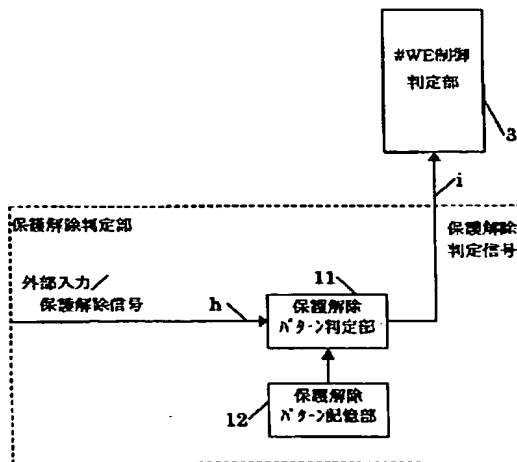 #WE制御
判定部
3
i
保護解除判定部
保護解除
判定信号
外部入力／
保護解除信号
h
11
保護解除
パターン判定部
保護解除
パターン記憶部
12